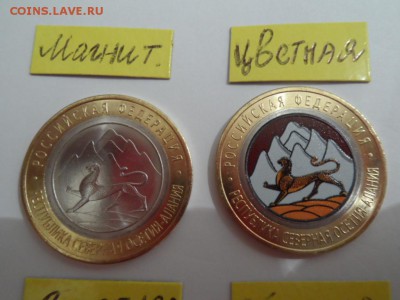 COINS.LAVE.RU
Магнит.
цветная
РОССИЙСКАЯ ФЕДЕРАЦИЯ
РЕСПУБЛИКА СЕВЕРНАЯ ОСЕТИЯ-АЛАНИЯ
РОССИЙСКАЯ ФЕДЕРАЦИЯ
РЕСПУБЛИКА СЕВЕРНАЯ ОСЕТИЯ-АЛАНИЯ